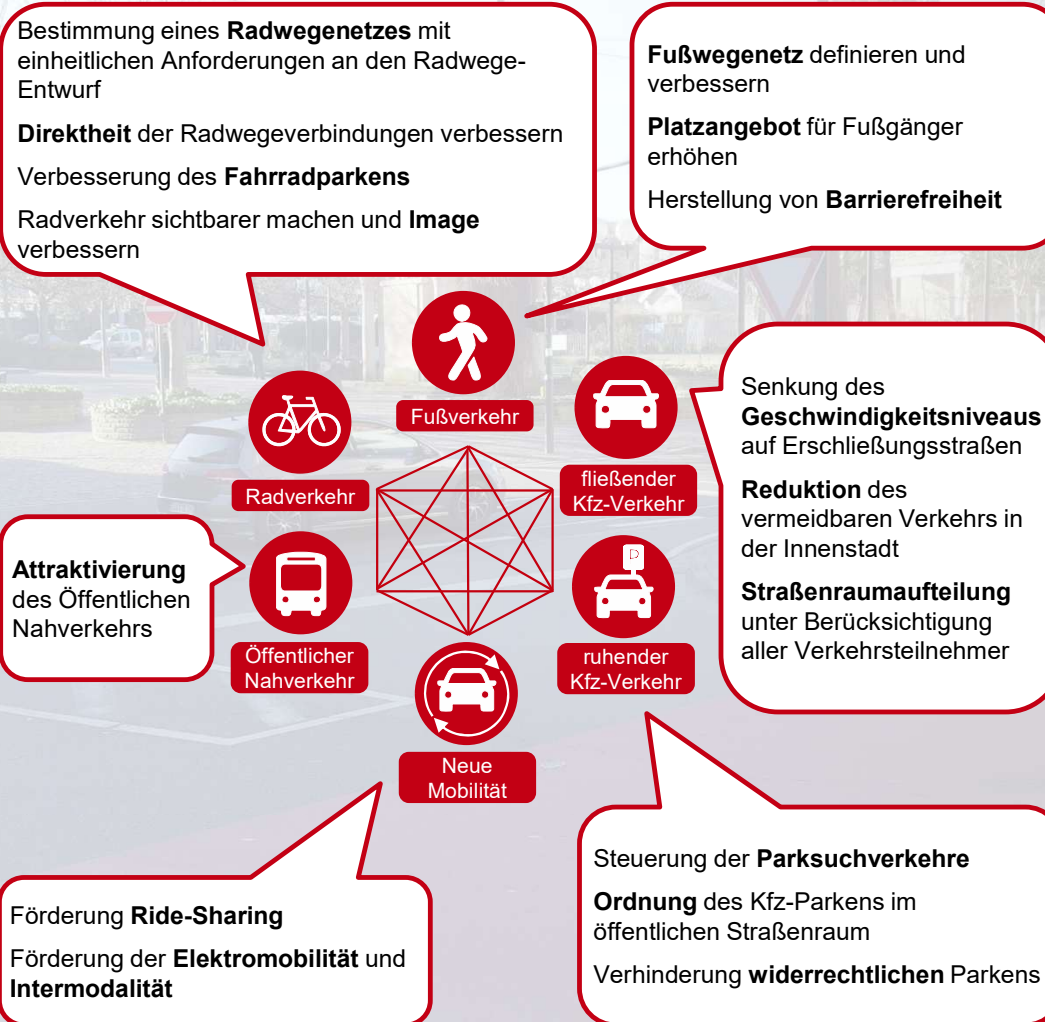 Bestimmung eines Radwegenetzes mit
einheitlichen Anforderungen an den Radwege-
Entwurf
Direktheit der Radwegeverbindungen verbessern
Verbesserung des Fahrradparkens
Radverkehr sichtbarer machen und Image
verbessern
Fußwegenetz definieren und
verbessern
Platzangebot für Fußgänger
erhöhen
Herstellung von Barrierefreiheit
Fußverkehr
Radverkehr
fließender
Kfz-Verkehr
Senkung des
Geschwindigkeitsniveaus
auf Erschließungsstraßen
Reduktion des
vermeidbaren Verkehrs in
der Innenstadt
Straßenraumaufteilung
unter Berücksichtigung
aller Verkehrsteilnehmer
Attraktivierung
des Öffentlichen
Nahverkehrs
Öffentlicher
Nahverkehr
P
ruhender
Kfz-Verkehr
Neue
Mobilität
Förderung Ride-Sharing
Förderung der Elektromobilität und
Intermodalität
Steuerung der Parksuchverkehre
Ordnung des Kfz-Parkens im
öffentlichen Straßenraum
Verhinderung widerrechtlichen Parkens